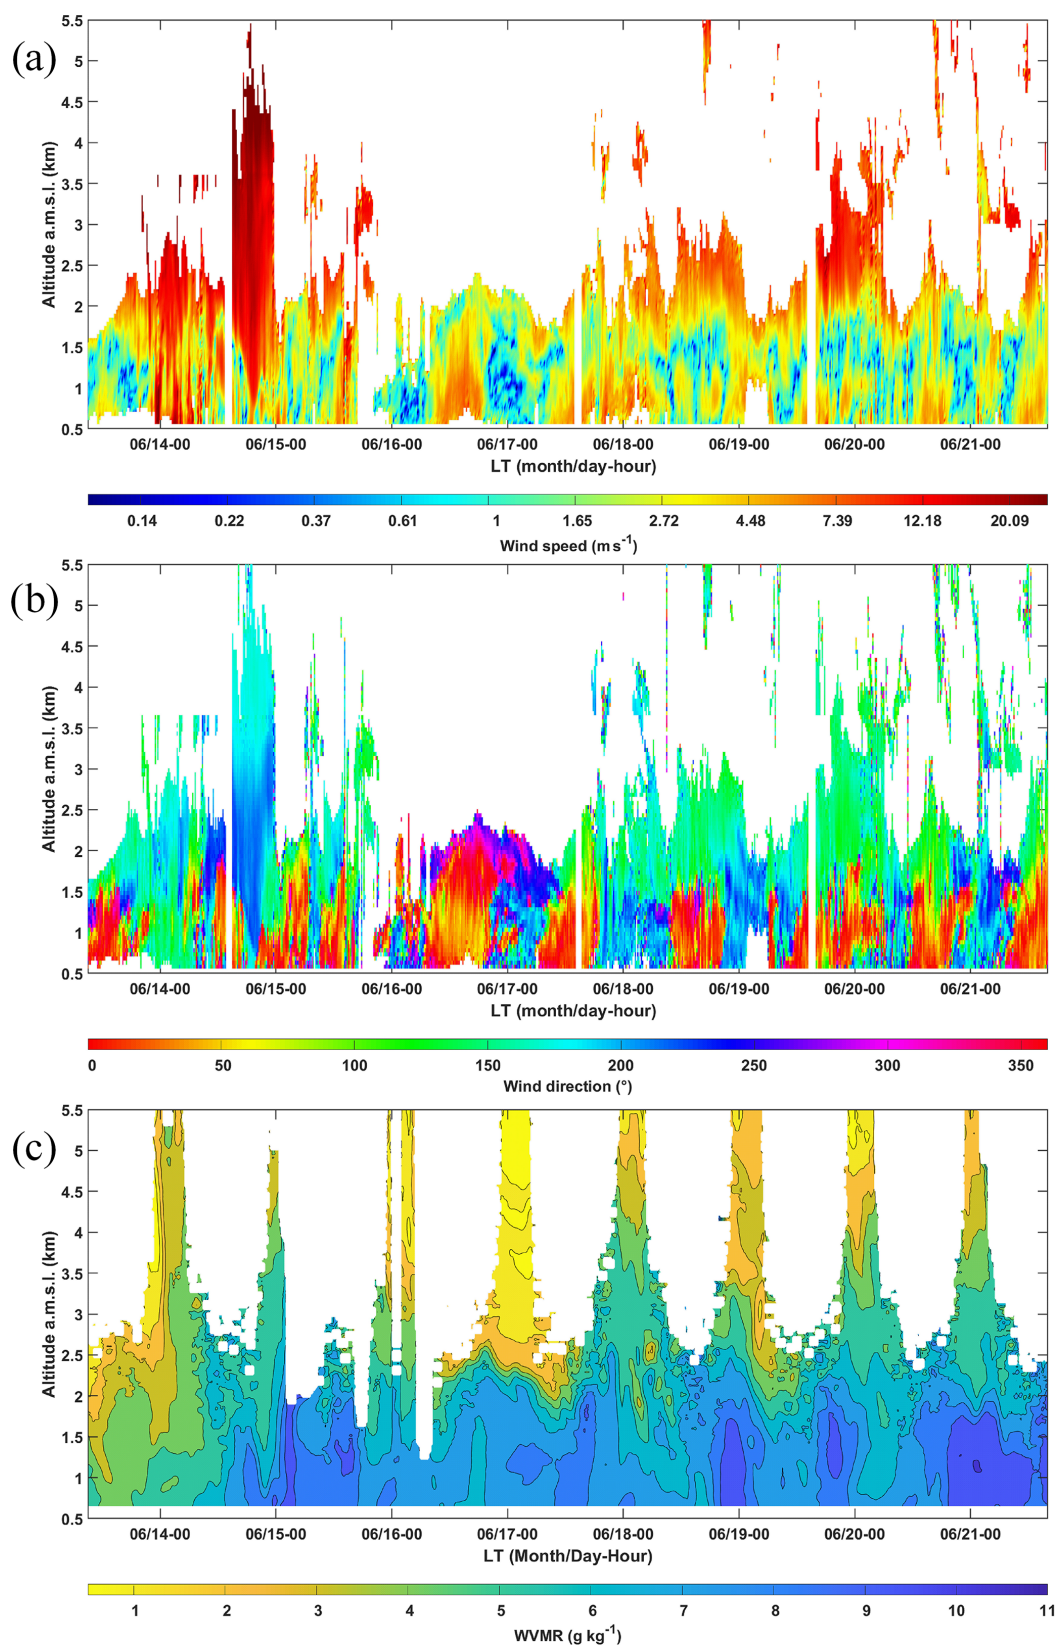 (a)
Altitude a.m.s.l. (km)
5.5
5
4.5
4
3.5
3
2.5
2
1.5
1
0.5
06/14-00 06/15-00 06/16-00 06/17-00 06/18-00 06/19-00 06/20-00 06/21-00
LT (month/day-hour)
0.14 0.22 0.37 0.61 1 1.65 2.72 4.48 7.39 12.18 20.09
Wind speed (m s-1)
(b)
Altitude a.m.s.l. (km)
5.5
5
4.5
4
3.5
3
2.5
2
1.5
1
0.5
06/14-00 06/15-00 06/16-00 06/17-00 06/18-00 06/19-00 06/20-00 06/21-00
LT (month/day-hour)
0 50 100 150 200 250 300 350
Wind direction (°)
(c)
Altitude a.m.s.l. (km)
5.5
5
4.5
4
3.5
3
2.5
2
1.5
1
0.5
06/14-00 06/15-00 06/16-00 06/17-00 06/18-00 06/19-00 06/20-00 06/21-00
LT (Month/Day-Hour)
1 2 3 4 5 6 7 8 9 10 11
WVMR (g kg-1)